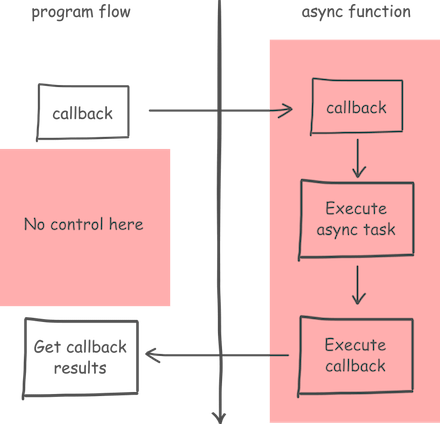 program flow
async function
callback
callback
No control here
Execute
async task
Get callback
results
Execute
callback